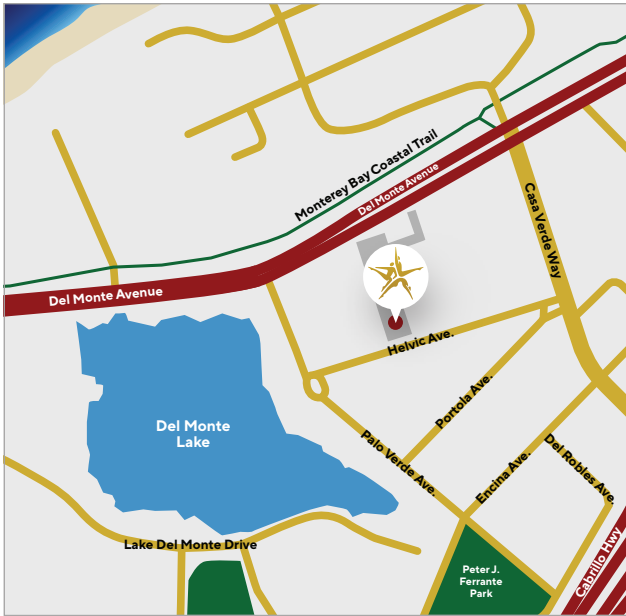 Monterey Bay Coastal Trail
Del Monte Avenue
Casa Verde Way
Del Monte Avenue
Helvic Ave.
Del Monte
Lake
Portola Ave.
Palo Verde Ave.
Encina Ave.
Del Robles Ave.
Lake Del Monte Drive
Cabrillo Hwy
Peter J.
Ferrante
Park